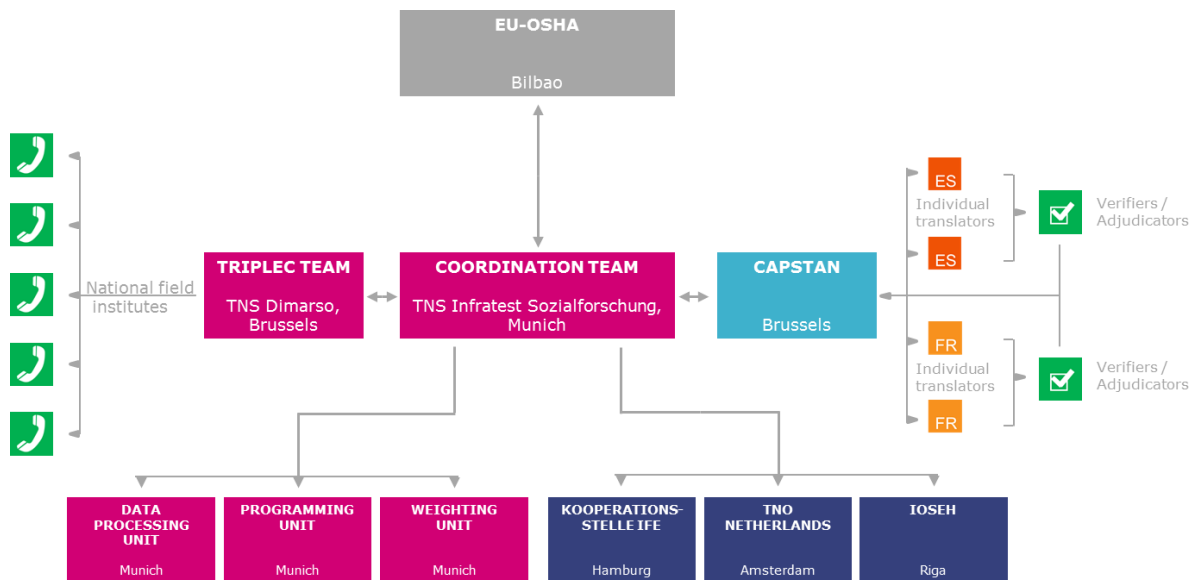 EU-OSHA
Bilbao
National field
institutes
TRIPLEC TEAM
TNS Dimarso,
Brussels
COORDINATION TEAM
TNS Infratest Sozialforschung,
Munich
CAPSTAN
Brussels
ES
Individual
translators
ES
Verifiers /
Adjudicators
FR
Individual
translators
FR
Verifiers /
Adjudicators
DATA
PROCESSING
UNIT
Munich
PROGRAMMING
UNIT
Munich
WEIGHTING UNIT
Munich
KOOPERATIONS-
STELLE IFE
Hamburg
TNO
NETHERLANDS
Amsterdam
IOSEH
Riga